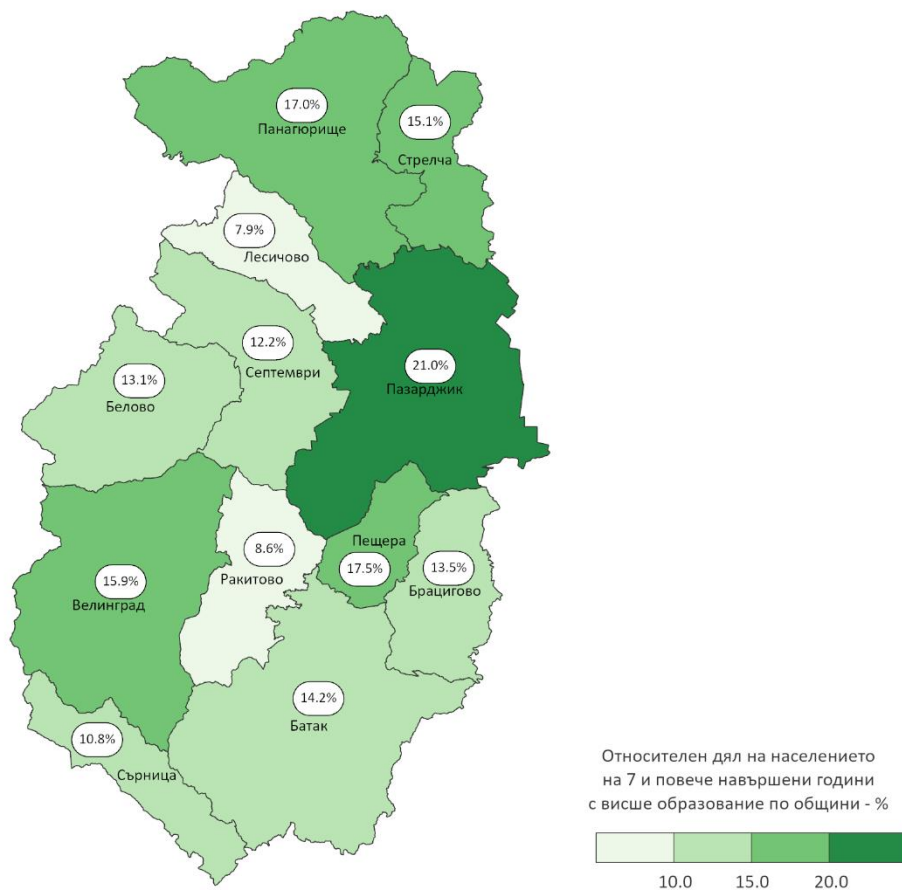 17.0%
Панагюрище
15.1%
Стрелча
7.9%
Лесичово
12.2%
Септември
13.1%
Белово
21.0%
Пазарджик
Пещера
17.5%
13.5%
Брацигово
8.6%
Ракитово
15.9%
Велинград
14.2%
Батак
10.8%
Сърница
Относителен дял на населението
на 7 и повече навършени години
с висше образование по общини - %
10.0 15.0 20.0